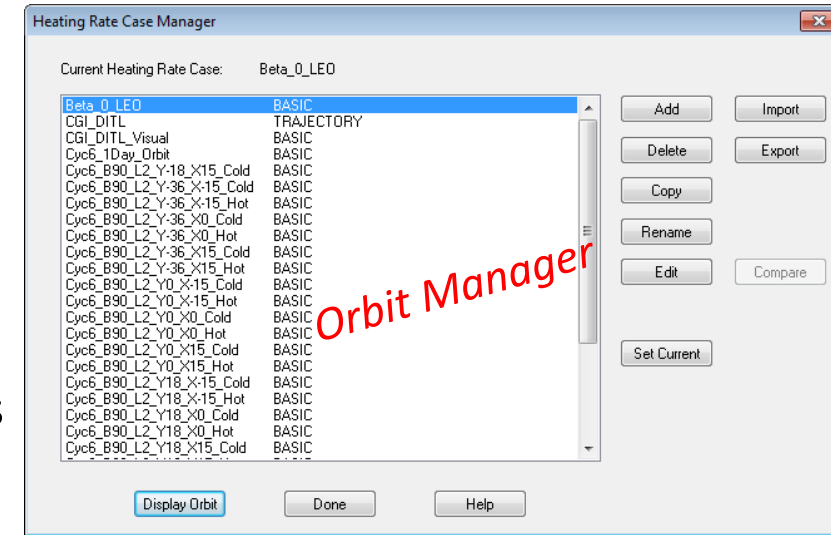 Heating Rate Case Manager
Current Heating Rate Case: Beta_0_LEO
Beta_0_LEO BASIC
CGI_DITL TRAJECTORY
CGI_DITL_Visual BASIC
Cyc6_1Day_Orbit BASIC
Cyc6_B90_L2_Y-18_X15_Cold BASIC
Cyc6_B90_L2_Y-36_X-15_Cold BASIC
Cyc6_B90_L2_Y-36_X-15_Hot BASIC
Cyc6_B90_L2_Y-36_X0_Cold BASIC
Cyc6_B90_L2_Y-36_X0_Hot BASIC
Cyc6_B90_L2_Y-36_X15_Cold BASIC
Cyc6_B90_L2_Y-36_X15_Hot BASIC
Cyc6_B90_L2_Y0_X-15_Cold BASIC
Cyc6_B90_L2_Y0_X-15_Hot BASIC
Cyc6_B90_L2_Y0_X0_Cold BASIC
Cyc6_B90_L2_Y0_X0_Hot BASIC
Cyc6_B90_L2_Y0_X15_Cold BASIC
Cyc6_B90_L2_Y0_X15_Hot BASIC
Cyc6_B90_L2_Y18_X-15_Cold BASIC
Cyc6_B90_L2_Y18_X-15_Hot BASIC
Cyc6_B90_L2_Y18_X0_Cold BASIC
Cyc6_B90_L2_Y18_X0_Hot BASIC
Cyc6_B90_L2_Y18_X15_Cold BASIC
Orbit Manager
Add Import
Delete Export
Copy
Rename
Edit Compare
Set Current
Display Orbit Done Help